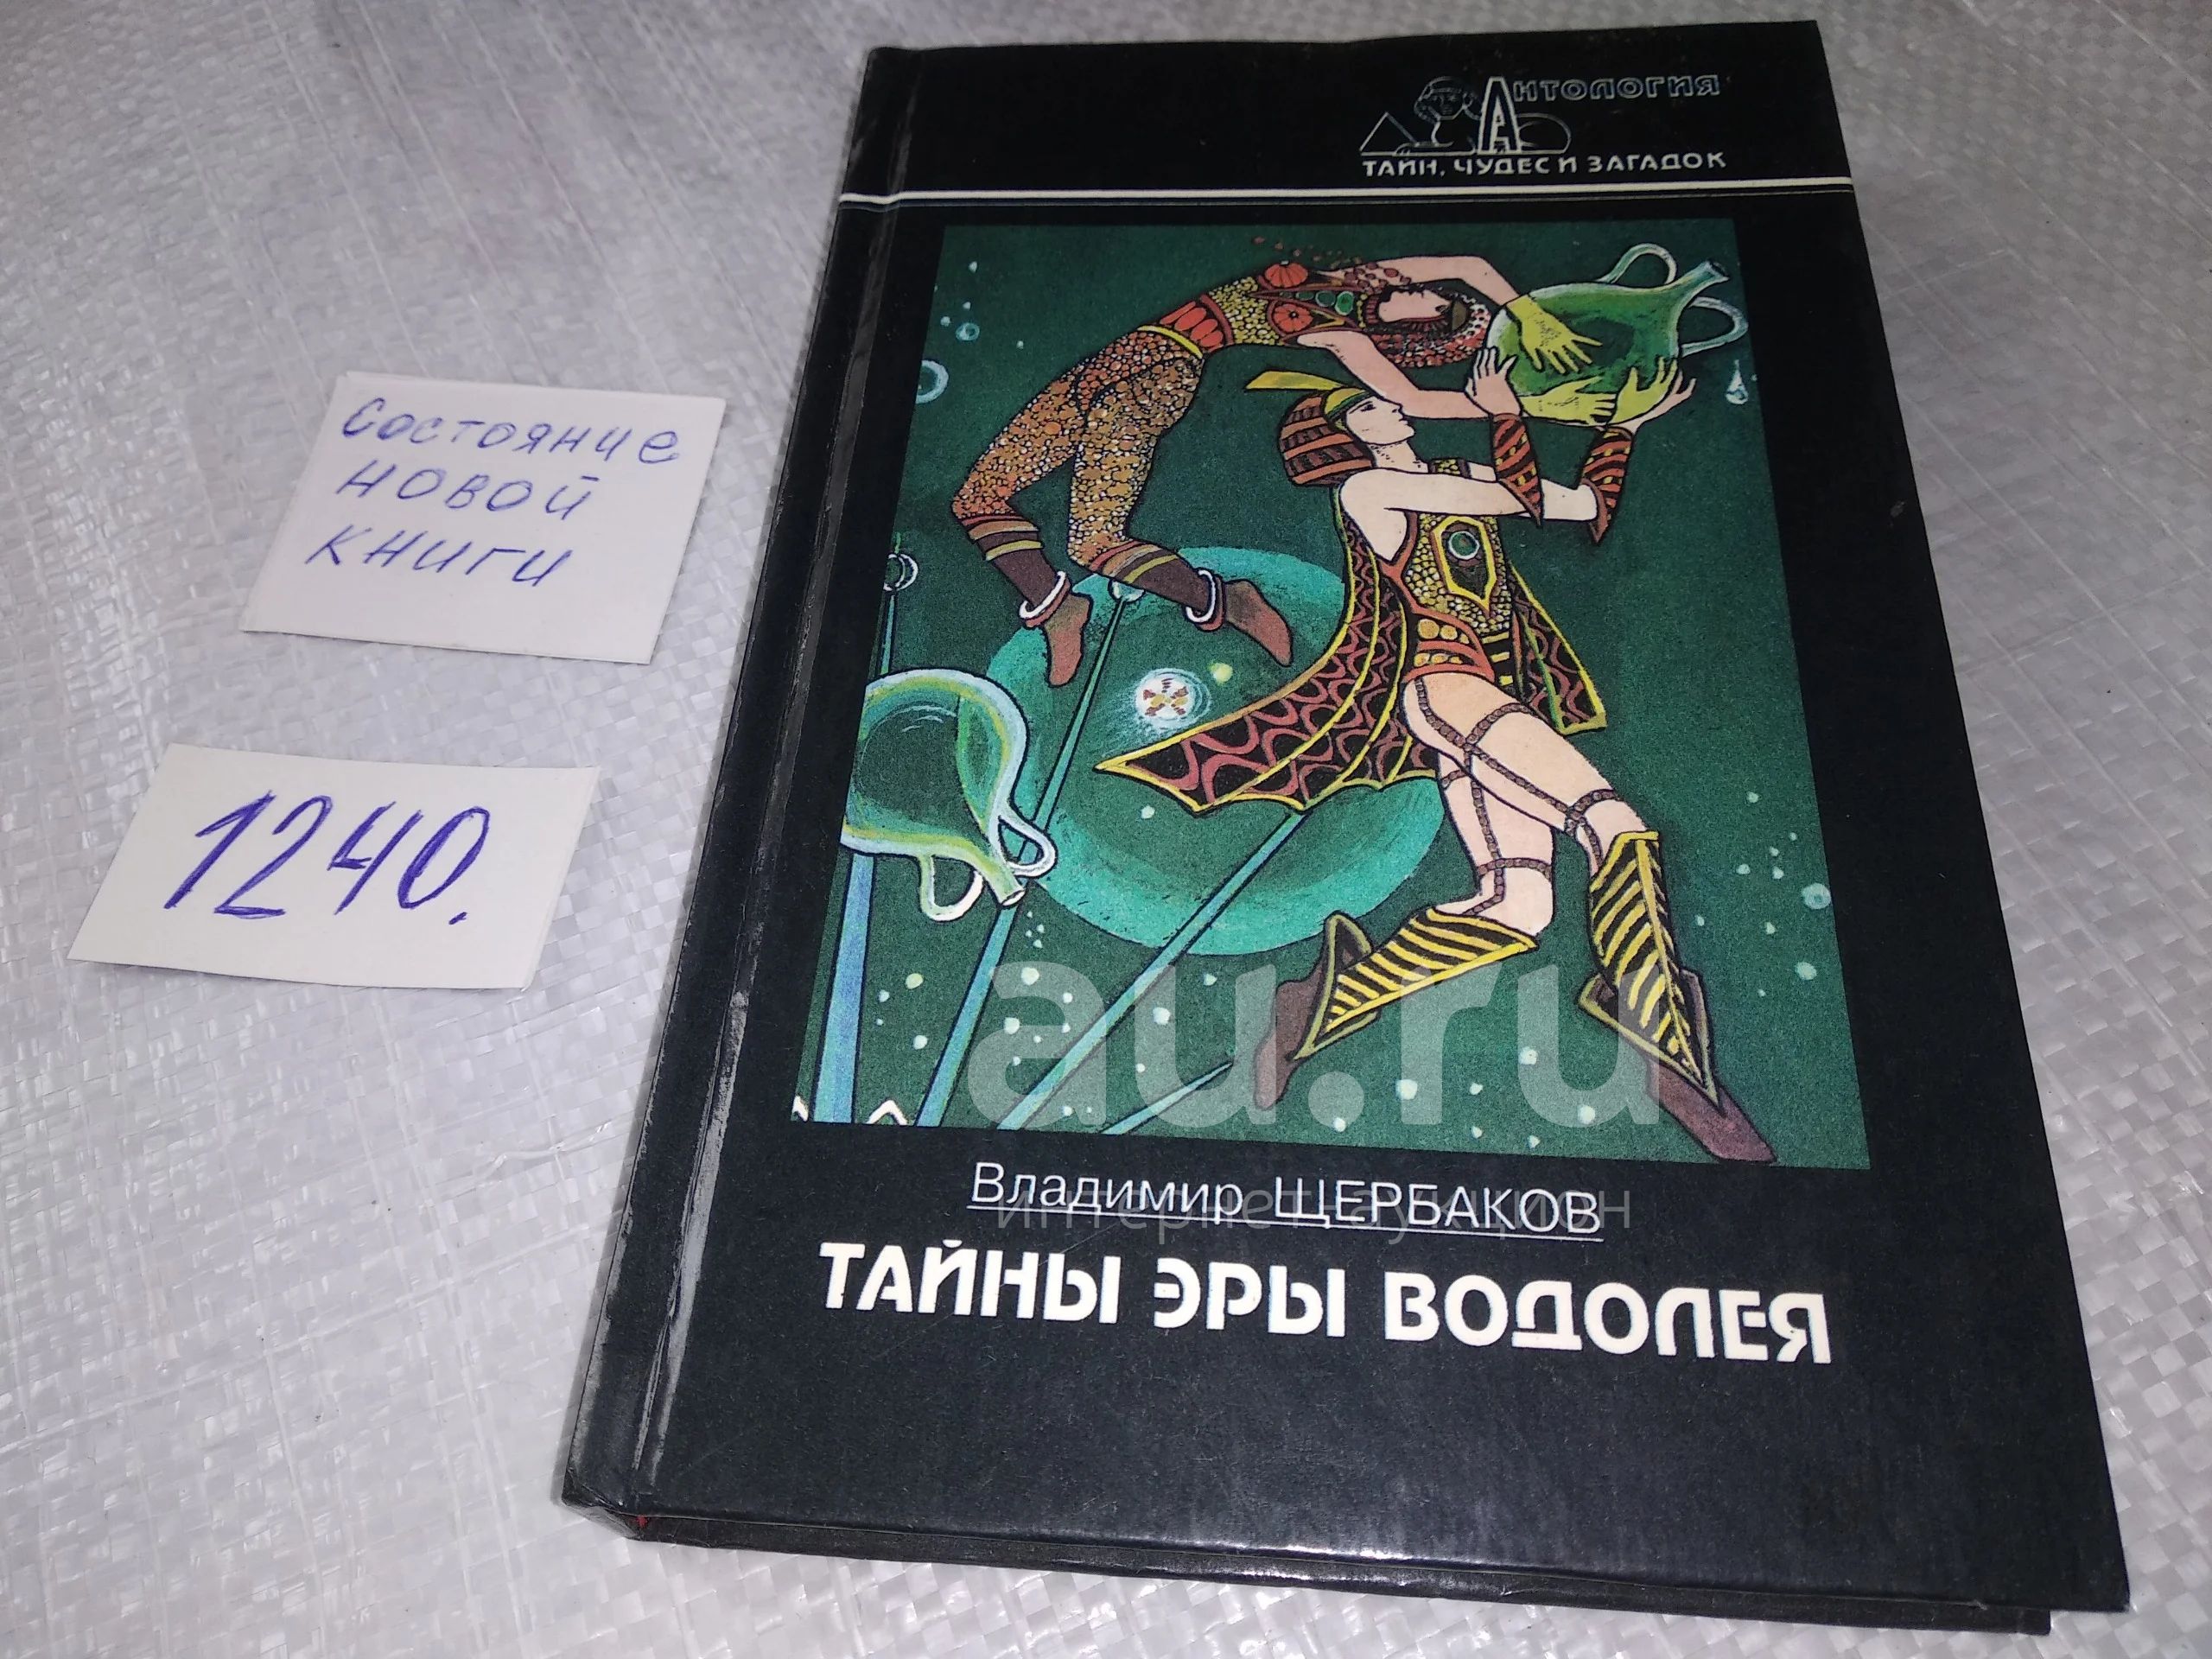 Антология
ТАЙН, ЧУДЕС И ЗАГАДОК
Состояние
новой
книги
1240.
au.ru
интернет-аукцион
Владимир ЩЕРБАКОВ
ТАЙНЫ ЭРЫ ВОДОЛЕЯ